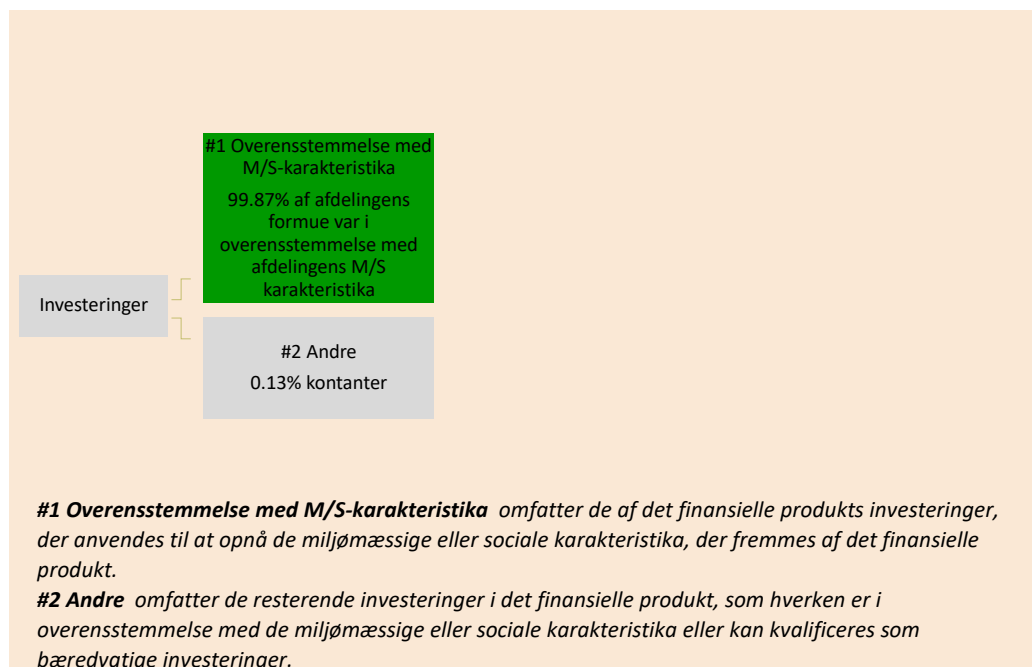 #1 Overensstemmelse med
M/S-karakteristika
99.87% af afdelingens
formue var i
overensstemmelse med
afdelingens M/S
karakteristika
Investeringer
#2 Andre
0.13% kontanter
#1 Overensstemmelse med M/S-karakteristika omfatter de af det finansielle produkts investeringer,
der anvendes til at opnå de miljømæssige eller sociale karakteristika, der fremmes af det finansielle
produkt.
#2 Andre omfatter de resterende investeringer i det finansielle produkt, som hverken er i
overensstemmelse med de miljømæssige eller sociale karakteristika eller kan kvalificeres som
bæredygtige investeringer.